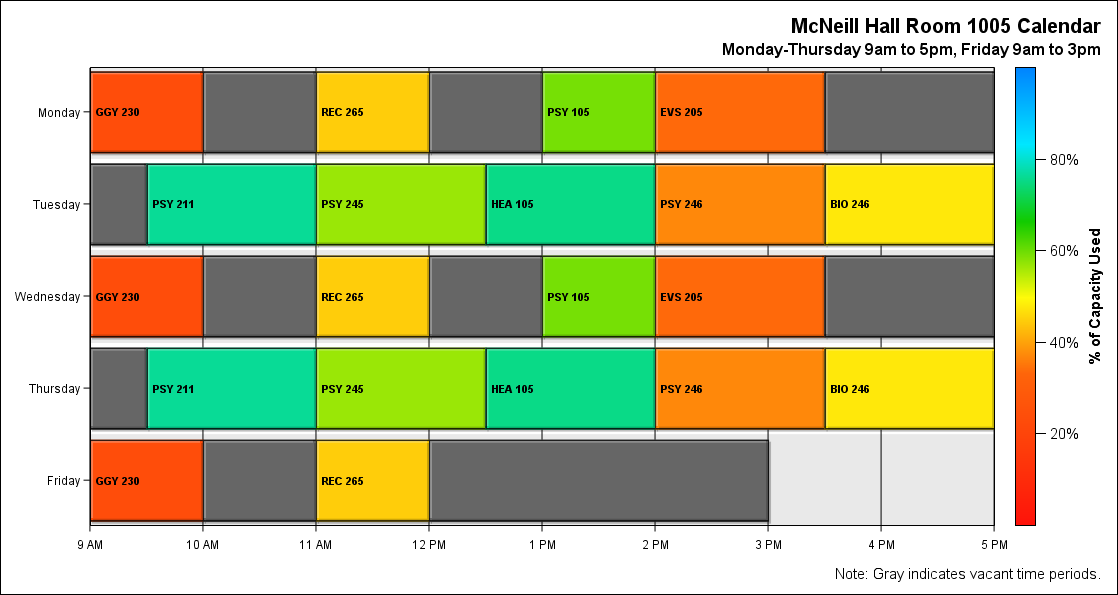 McNeill Hall Room 1005 Calendar
Monday-Thursday 9am to 5pm, Friday 9am to 3pm
Monday
GGY 230
REC 265
PSY 105
EVS 205
Tuesday
PSY 211
PSY 245
HEA 105
PSY 246
BIO 246
Wednesday
GGY 230
REC 265
PSY 105
EVS 205
Thursday
PSY 211
PSY 245
HEA 105
PSY 246
BIO 246
Friday
GGY 230
REC 265
9 AM
10 AM
11 AM
12 PM
1 PM
2 PM
3 PM
4 PM
5 PM
80%
60%
40%
20%
% of Capacity Used
Note: Gray indicates vacant time periods.